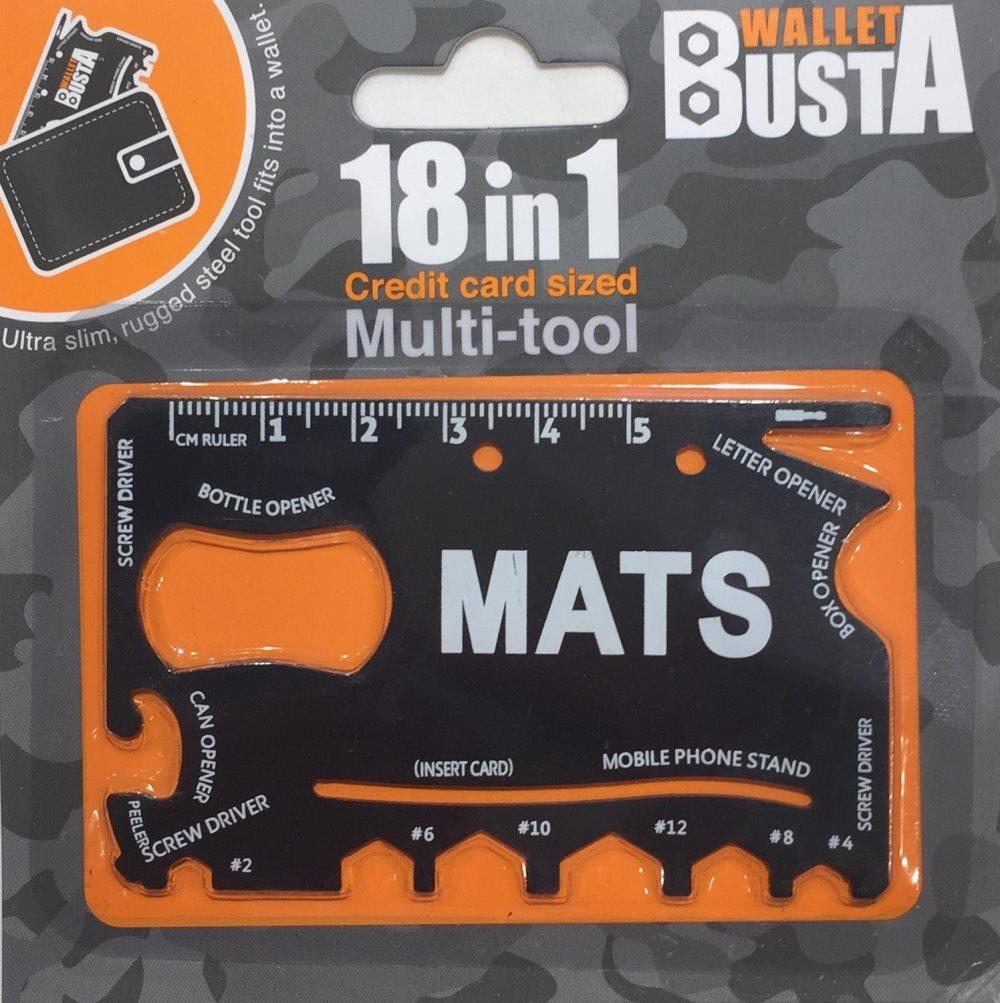 WALLET
BUSTA
WALLET
BUSTA
Ultra slim, rugged steel tool fits into a wallet.
18 in 1
Credit card sized
Multi-tool
CM RULER 1 2 3 4 5
SCREW DRIVER
BOTTLE OPENER
LETTER OPENER
BOX OPENER
MATS
CAN OPENER
(INSERT CARD)
MOBILE PHONE STAND
SCREW DRIVER
PEELER
SCREW DRIVER
#2
#6
#10
#12
#8
#4